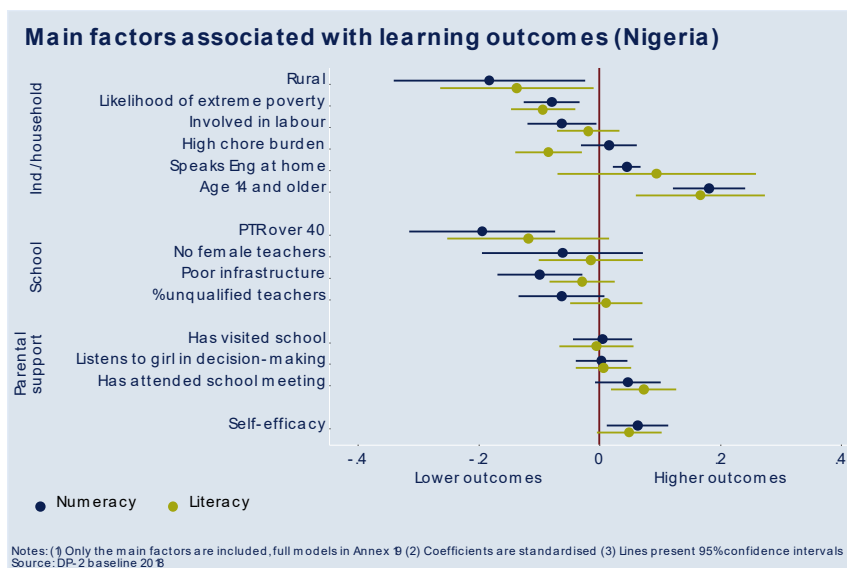 Main factors associated with learning outcomes (Nigeria)
Ind./household
Rural
Likelihood of extreme poverty
Involved in labour
High chore burden
Speaks Eng at home
Age 14 and older
School
PTR over 40
No female teachers
Poor infrastructure
%unqualified teachers
Parental
support
Has visited school
Listens to girl in decision-making
Has attended school meeting
Self-efficacy
-.4 -.2 0 .2 .4
Lower outcomes Higher outcomes
Numeracy Literacy
Notes: (1) Only the main factors are included, full models in Annex 19 (2) Coefficients are standardised (3) Lines present 95%confidence intervals
Source: DP-2 baseline 2018